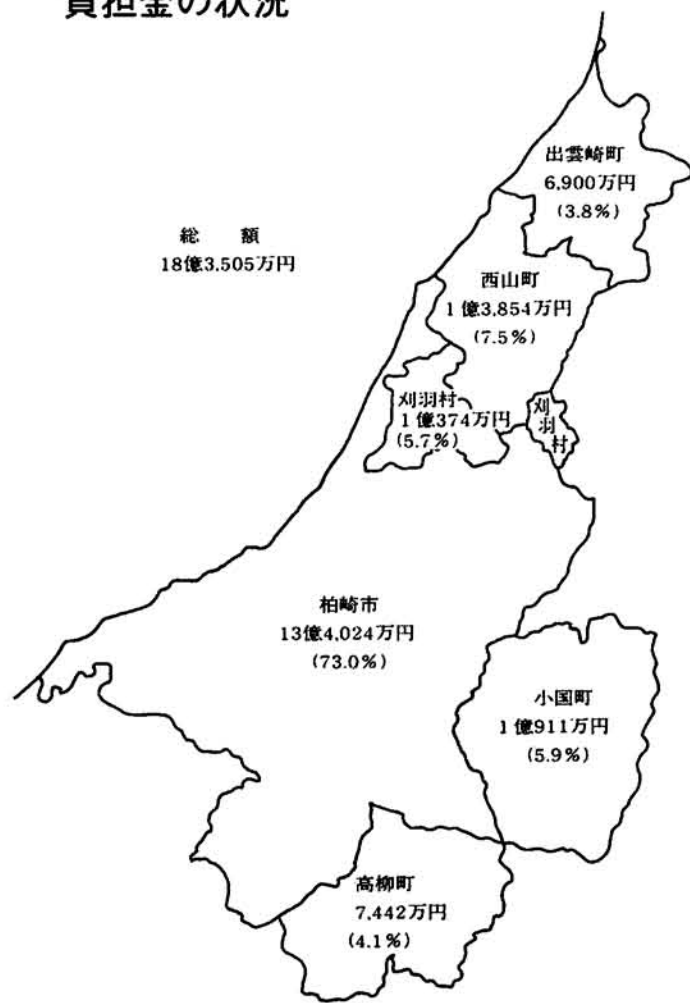 負担金の状況
総　額
18億3.505万円
出雲崎町
6.900万円
(3.8%)
西山町
1億3,854万円
(7.5%)
刈羽村
1億374万円
(5.7%)
刈羽村
柏崎市
13億4,024万円
(73.0%)
小国町
1億911万円
(5.9%)
高柳町
7,442万円
(4.1%)